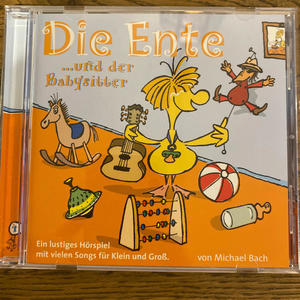 Die Ente
...und der
Babysitter
Ein lustiges Hörspiel
mit vielen Songs für Klein und Groß.
von Michael Bach